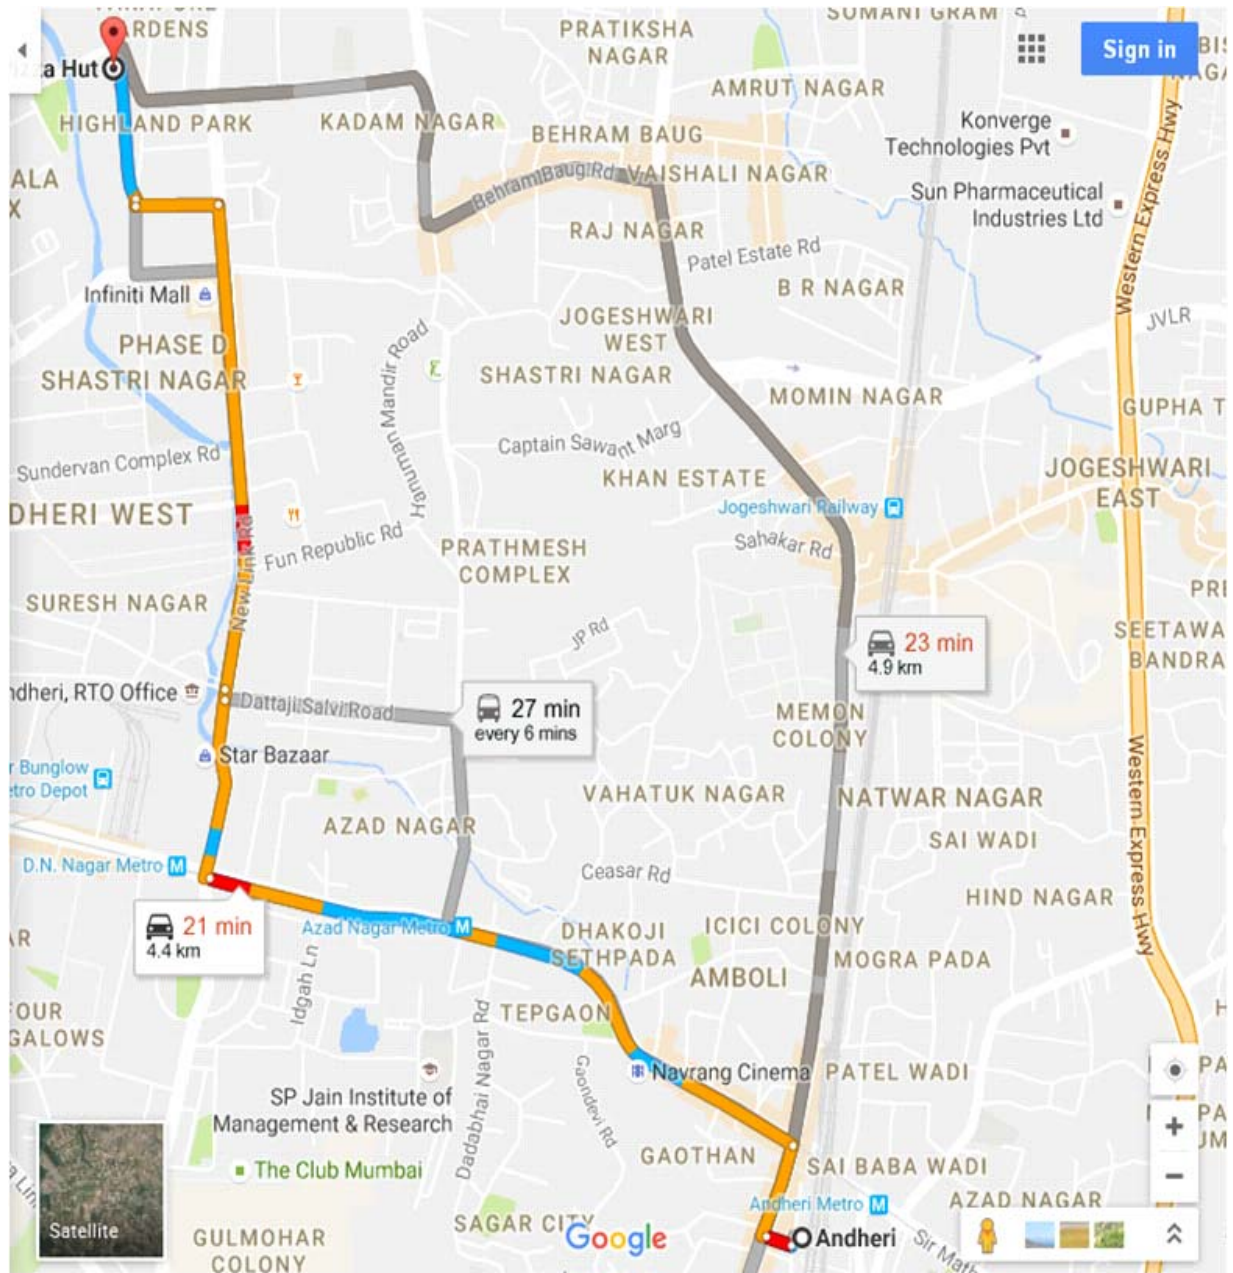 GARDENS
PRATIKSHA
NAGAR
SOMANI GRAM
Sign in
Hut
HIGHLAND PARK
KADAM NAGAR
BEHRAM BAUG
AMRUT NAGAR
Konverge
Technologies Pvt
Behram Baug Rd
VAISHALI NAGAR
Sun Pharmaceutical
Industries Ltd
Western Express Hwy
RAJ NAGAR
Patel Estate Rd
Infiniti Mall
B R NAGAR
JOGESHWARI
WEST
JVLR
PHASE D
SHASTRI NAGAR
Hanuman Mandir Road
SHASTRI NAGAR
MOMIN NAGAR
GUPHA T
Captain Sawant Marg
Sundervan Complex Rd
KHAN ESTATE
JOGESHWARI
EAST
DHERI WEST
Jogeshwari Railway
New Link Rd
Fun Republic Rd
PRATHMESH
COMPLEX
Sahakar Rd
SURESH NAGAR
JP Rd
23 min
4.9 km
SEETAWA
BANDRA
ndheri, RTO Office
Dattaji Salvi Road
27 min
every 6 mins
MEMON
COLONY
Star Bazaar
r Bunglow
etro Depot
VAHATUK NAGAR
NATWAR NAGAR
Western Express Hwy
AZAD NAGAR
SAI WADI
D.N. Nagar Metro M
Ceasar Rd
HIND NAGAR
21 min
4.4 km
Azad Nagar Metro M
DHAKOJI
SETHPADA
ICICI COLONY
AMBOLI
MOGRA PADA
Idgah Ln
FOUR
GALOWS
TEPGAON
Dadabhai Nagar Rd
Gaondevi Rd
Navrang Cinema
PATEL WADI
SP Jain Institute of
Management & Research
GAOTHAN
SAI BABA WADI
The Club Mumbai
Andheri Metro M
AZAD NAGAR
SAGAR CITY
Google
Andheri
Sir Math
Satellite
GULMOHAR
COLONY